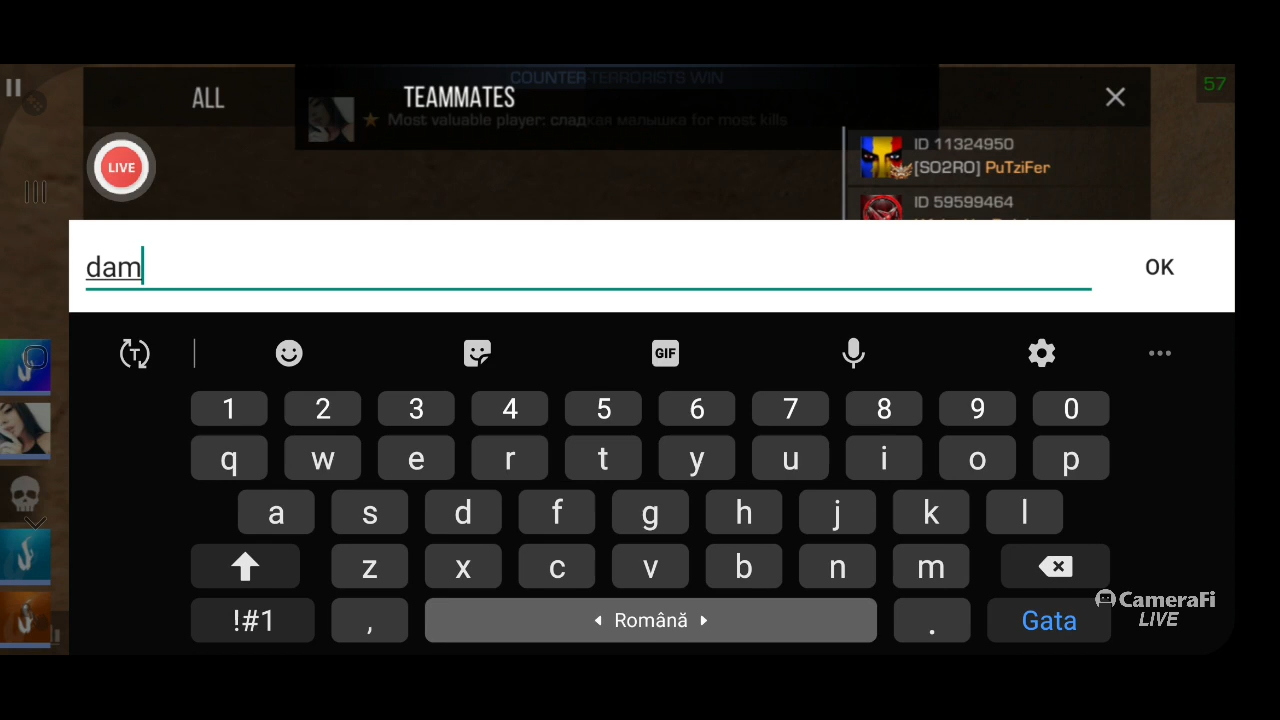 COUNTER-TERRORISTS WIN
57
ALL
TEAMMATES
Most valuable player: сладкая малышка for most kills
ID 11324950
LIVE
[SO2RO] PuTziFer
ID 59599464
dam
OK
T
GIF
1 2 3 4 5 6 7 8 9 0
q w e r t y u i o p
a s d f g h j k l
z x c v b n m
!#1 , Română . Gata
CameraFi
LIVE